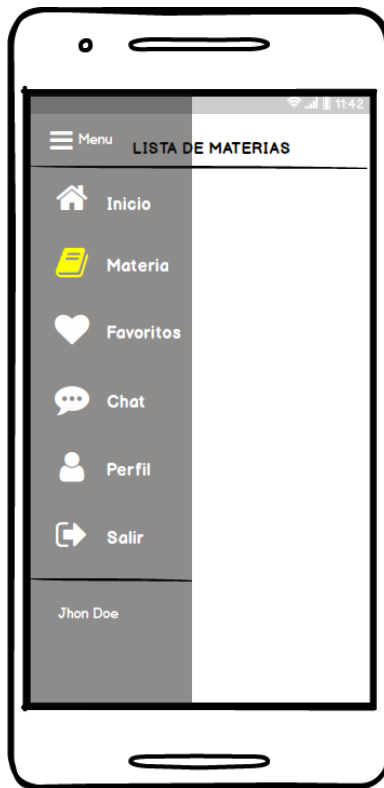 11:42
Menu
LISTA DE MATERIAS
Inicio
Materia
Favoritos
Chat
Perfil
Salir
Jhon Doe